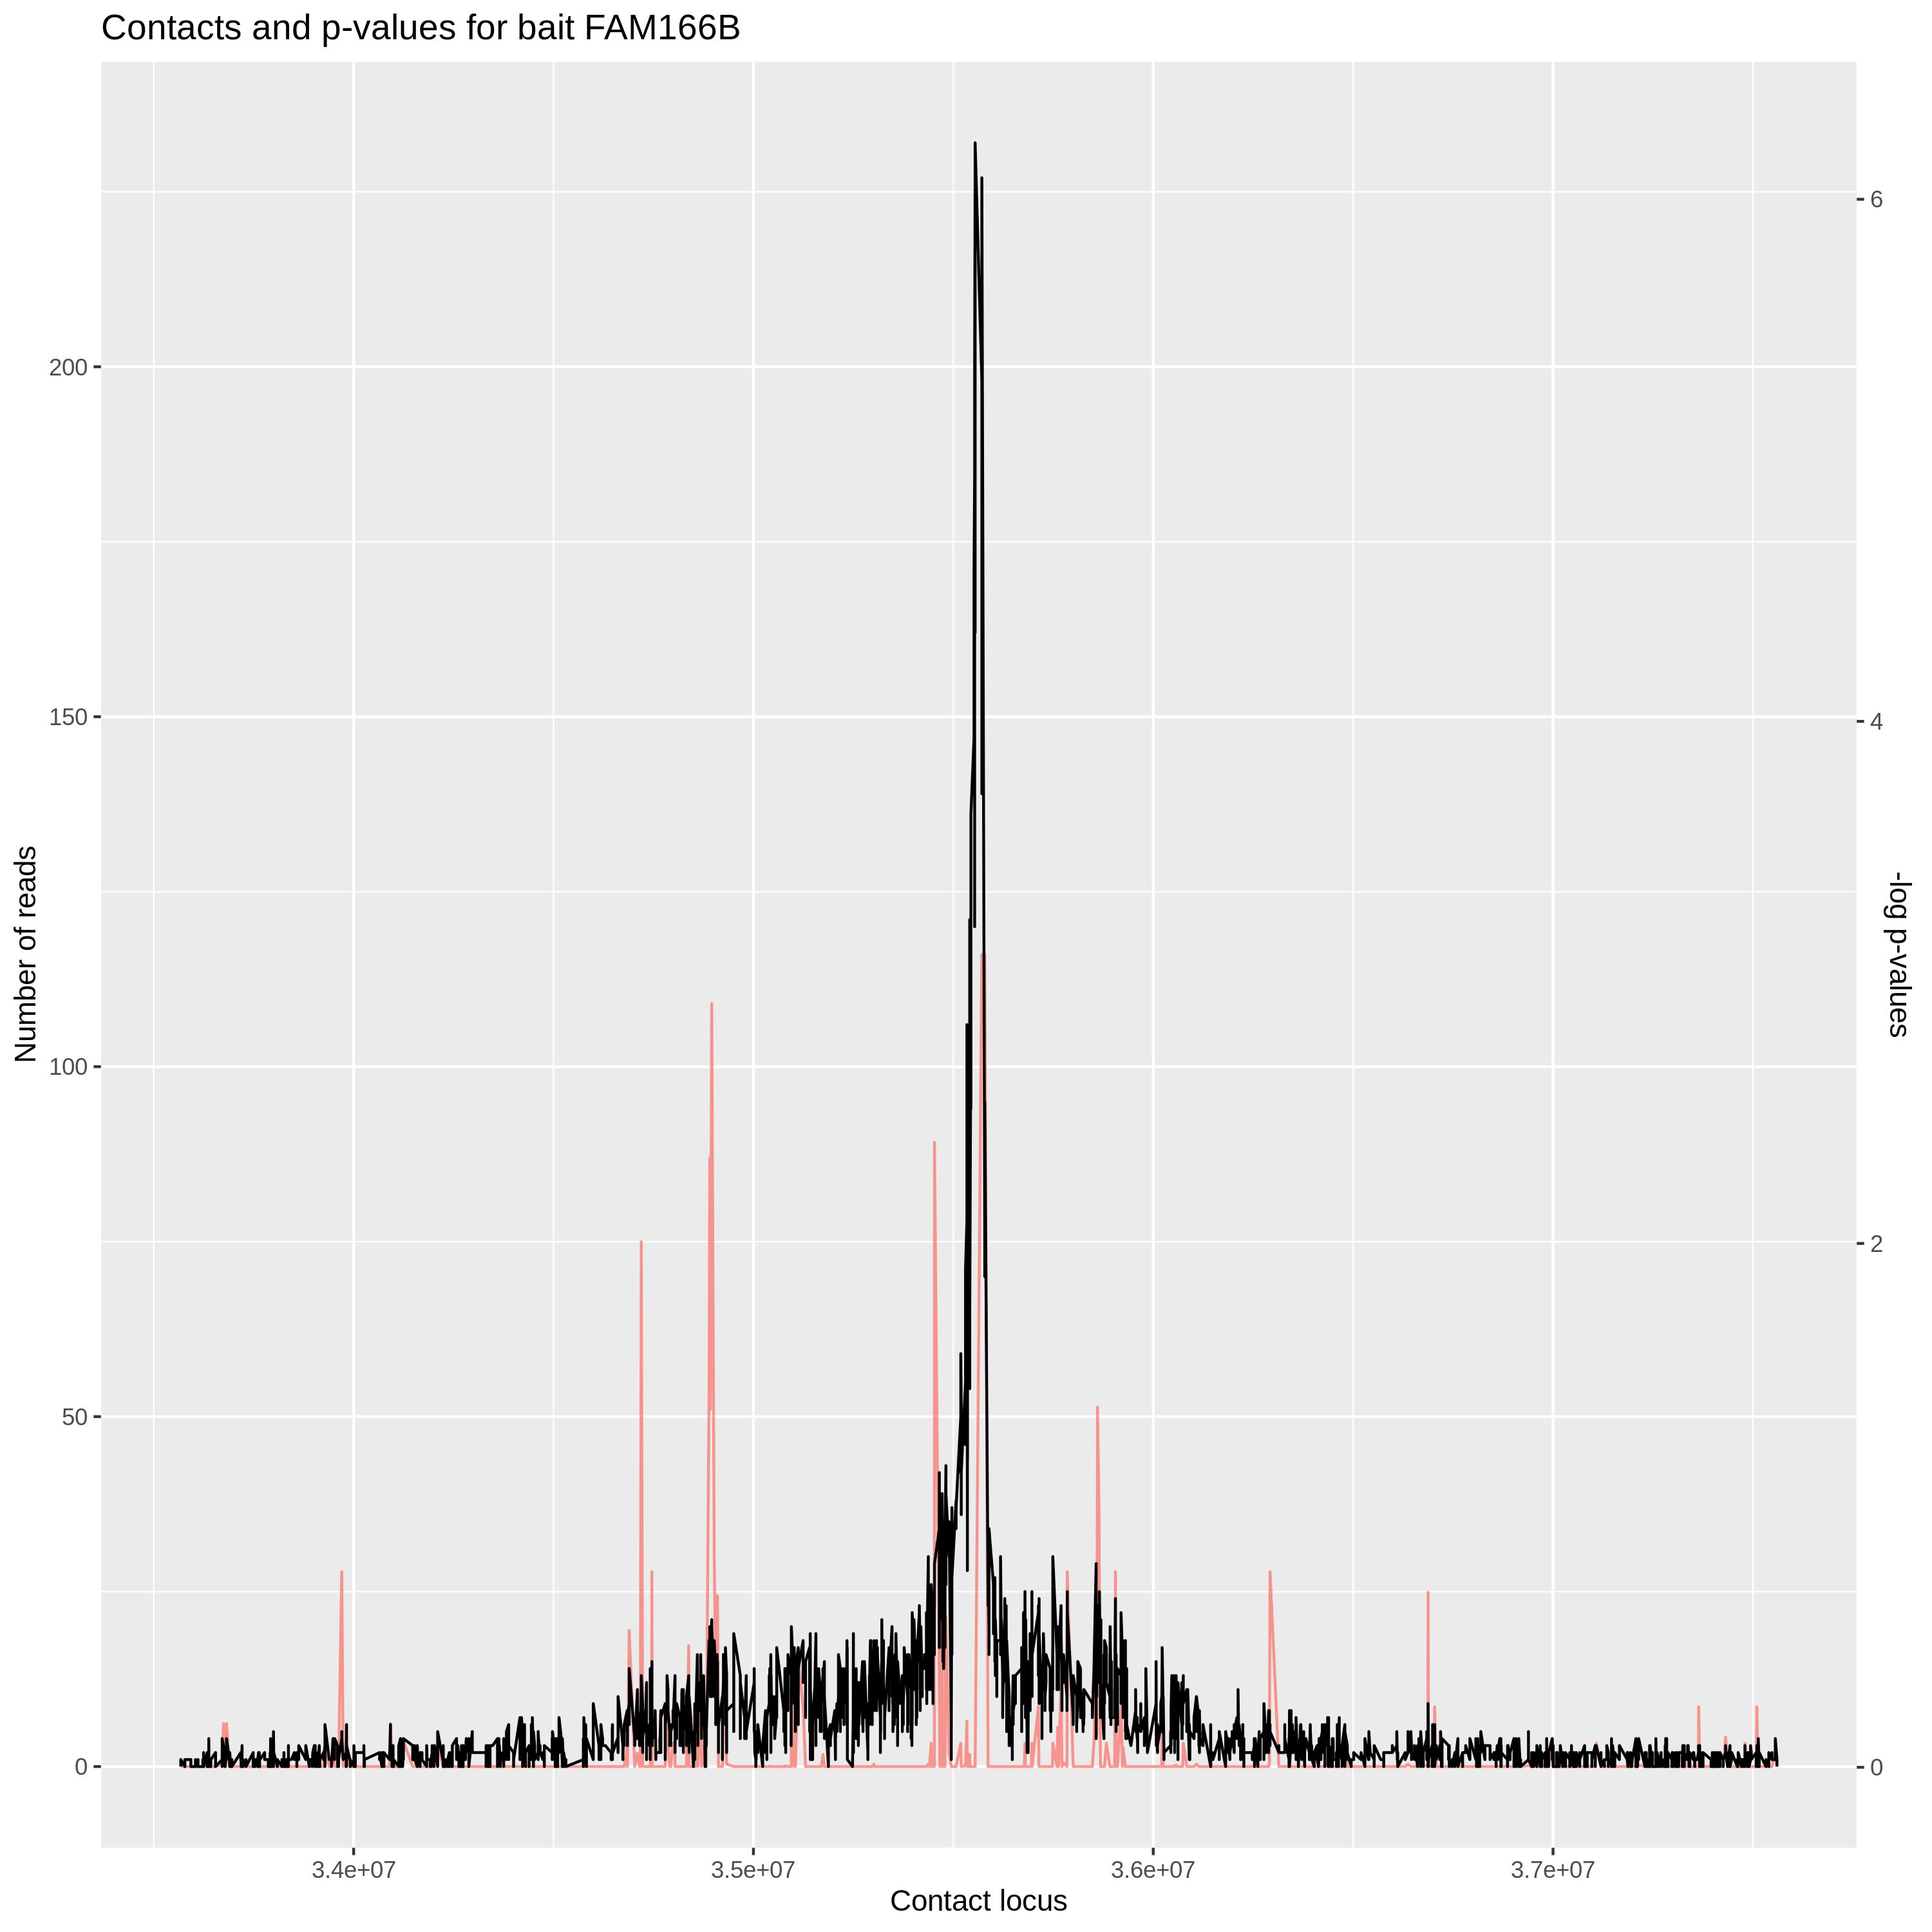 Contacts and p-values for bait FAM166B
Number of reads
200
150
100
50
0
6
4
2
0
-log p-values
3.4e+07
3.5e+07
3.6e+07
3.7e+07
Contact locus